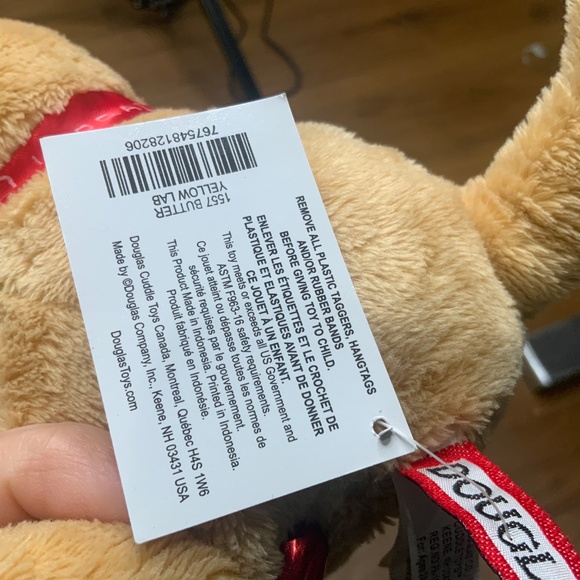 REMOVE ALL PLASTIC TAGGERS, HANGTAGS
AND/OR RUBBER BANDS
BEFORE GIVING TOY TO CHILD.
ENLEVER LES ÉTIQUETTES ET LE CROCHET DE
PLASTIQUE ET ELASTIQUES AVANT DE DONNER
CE JOUET À UN ENFANT.
This toy meets or exceeds all US Government, and
ASTM F963-16 safety requirements.
Ce jouet atteint ou dépasse toutes les normes de
sécurité requises par le gouvernement.
This Product Made in Indonesia. Printed in Indonesia.
Produit fabriqué en Indonésie.
Douglas Cuddle Toys Canada, Montreal, Québec H4S 1W6
Made by ©Douglas Company, Inc., Keene, NH 03431 USA
DouglasToys.com
1557 BUTTER
YELLOW LAB
767548128206
DOUGL